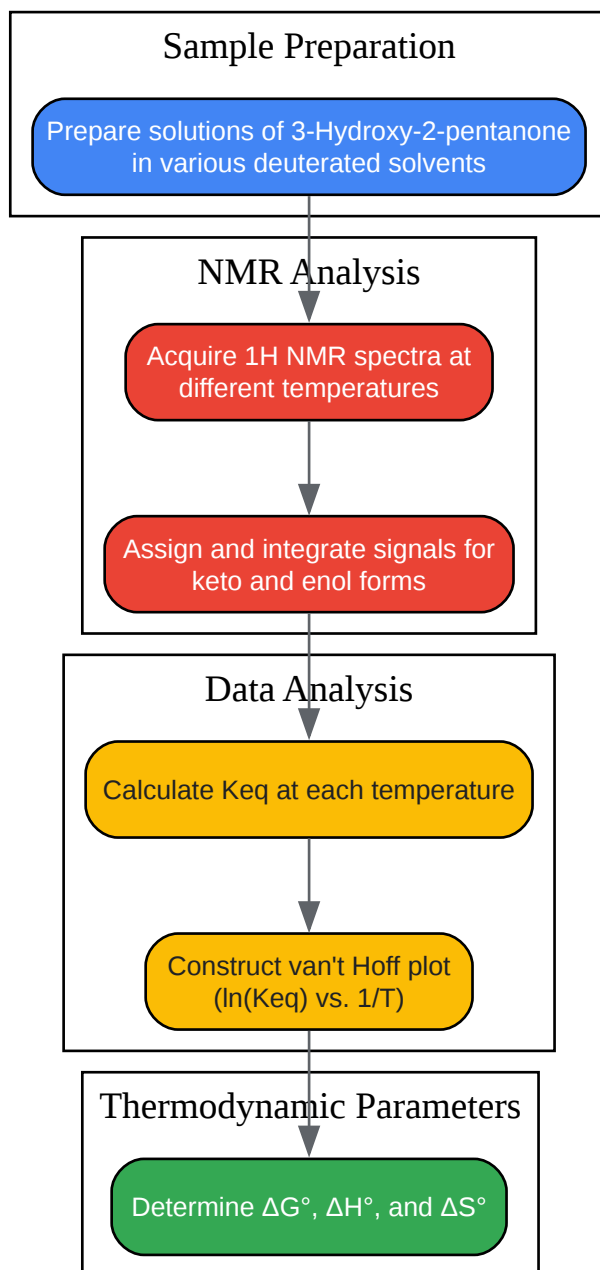 Sample Preparation
Prepare solutions of 3-Hydroxy-2-pentanone
in various deuterated solvents
NMR Analysis
Acquire 1H NMR spectra at
different temperatures
Assign and integrate signals for
keto and enol forms
Data Analysis
Calculate Keq at each temperature
Construct van't Hoff plot
(ln(Keq) vs. 1/T)
Thermodynamic Parameters
Determine ΔG°, ΔH°, and ΔS°